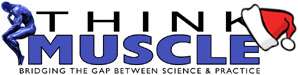 THINK
MUSCLE
BRIDGING THE GAP BETWEEN SCIENCE & PRACTICE